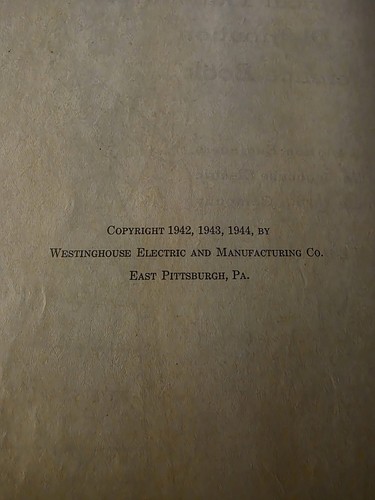 Copyright 1942, 1943, 1944, by
Westinghouse Electric and Manufacturing Co.
East Pittsburgh, Pa.